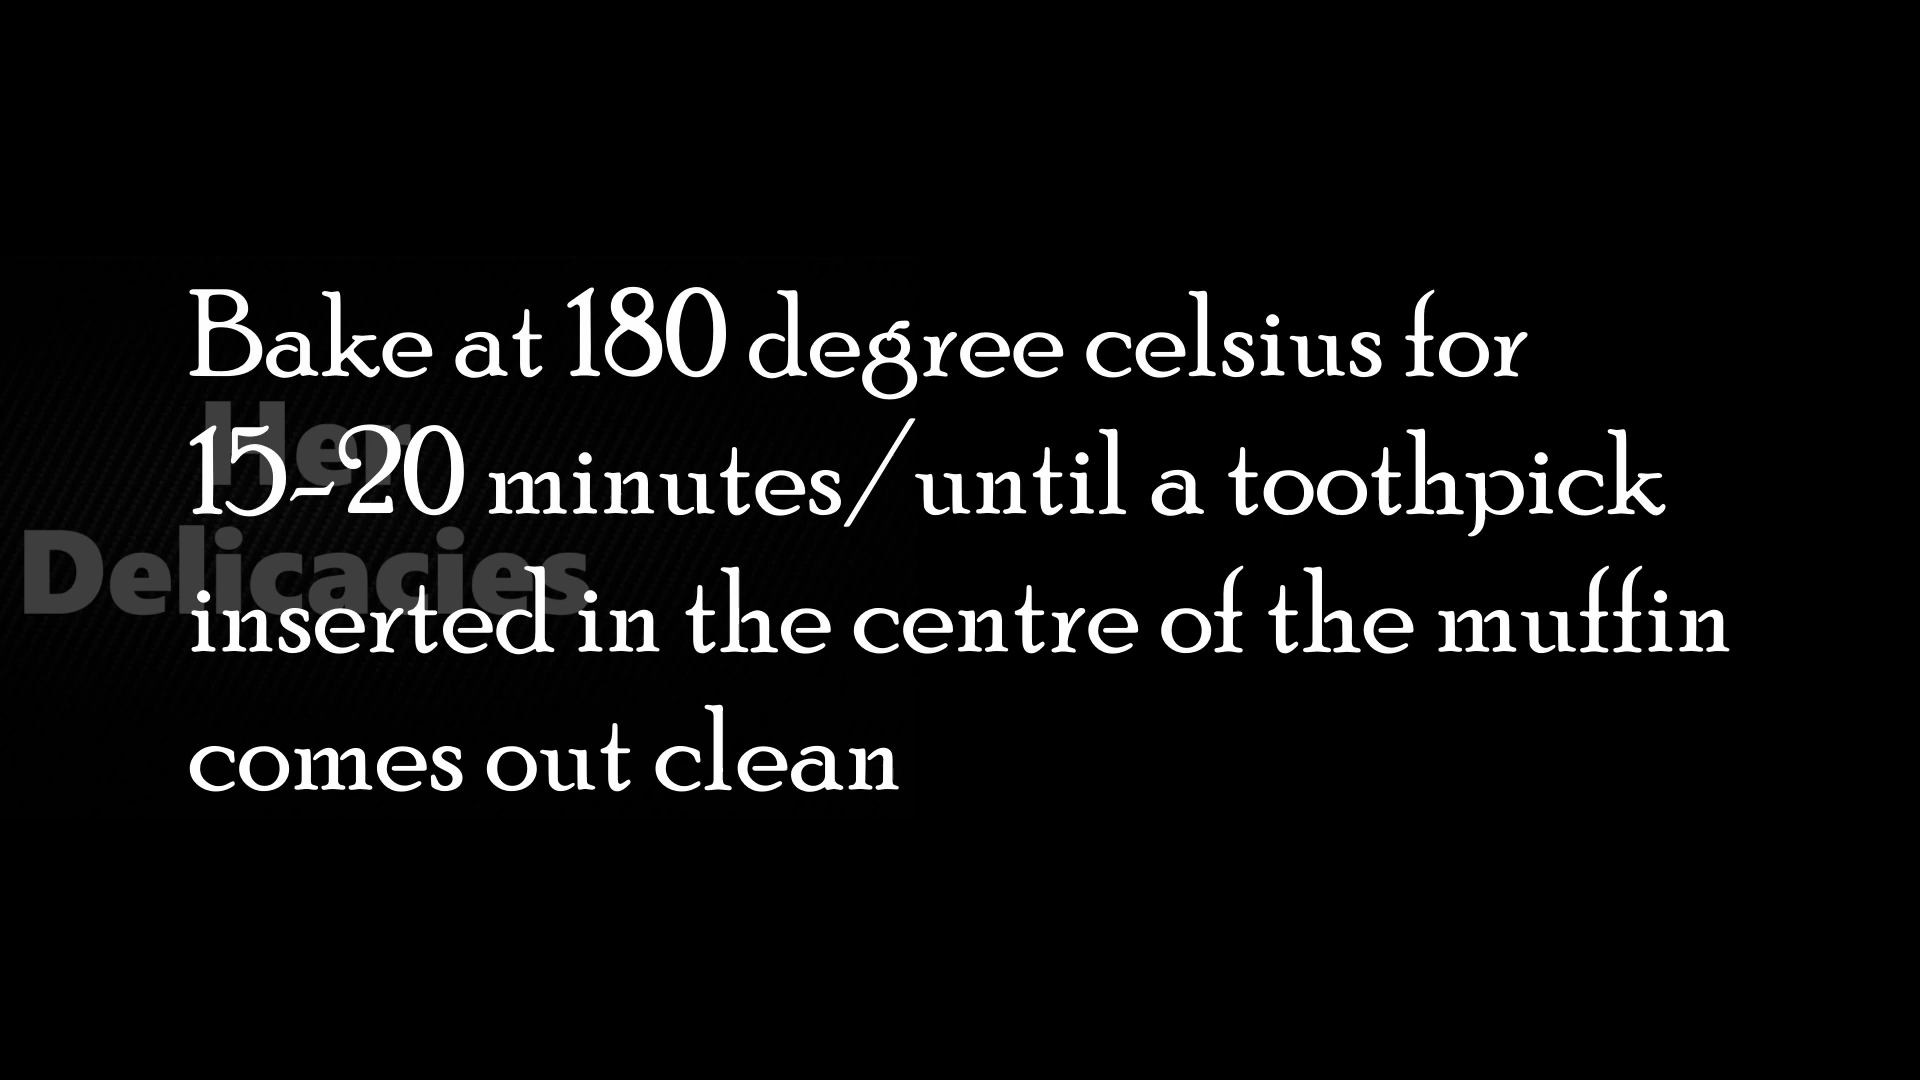 Bake at 180 degree celsius for
15-20 minutes/until a toothpick
inserted in the centre of the muffin
comes out clean
Her
Delicacies